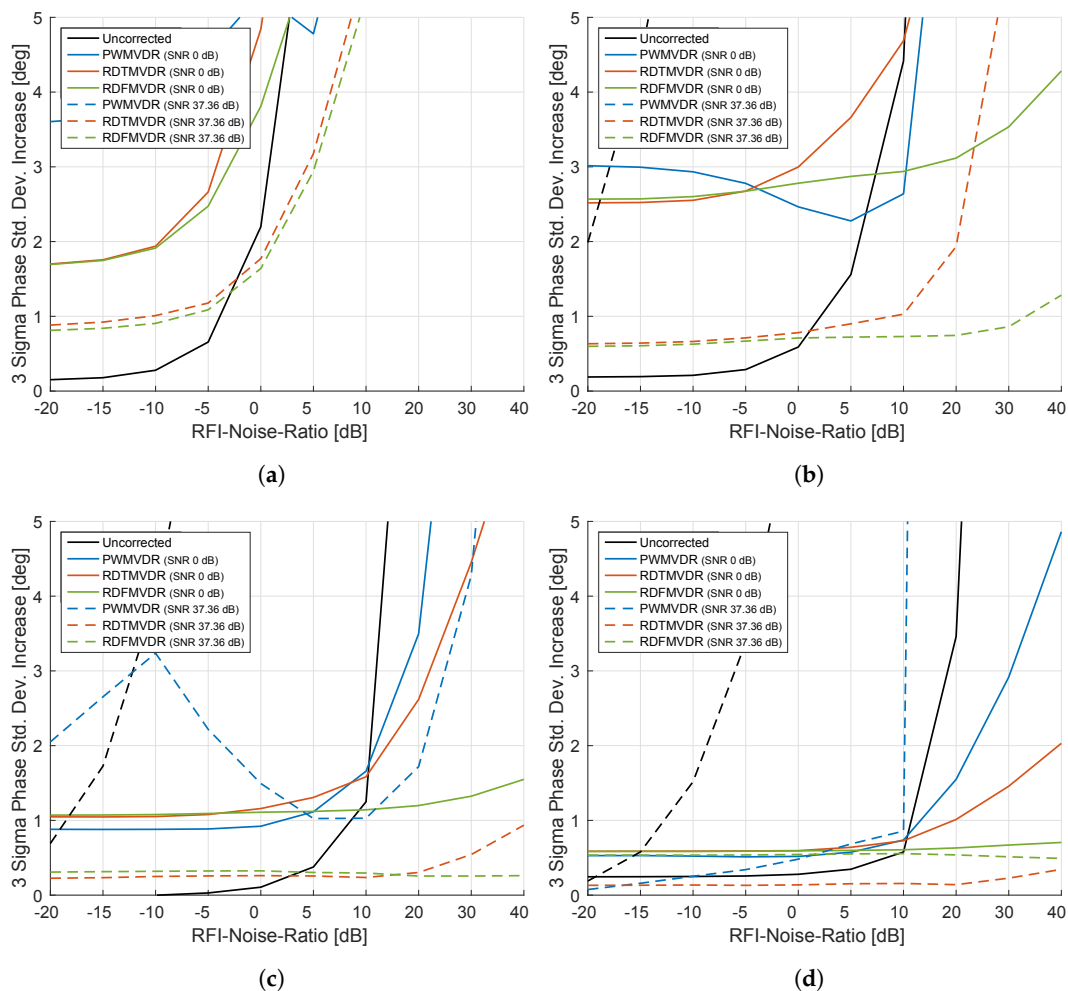 5
4
3
2
1
0
3 Sigma Phase Std. Dev. Increase [deg]
Uncorrected
PWMVDR (SNR 0 dB)
RDTMVDR (SNR 0 dB)
RDFMVDR (SNR 0 dB)
PWMVDR (SNR 37.36 dB)
RDTMVDR (SNR 37.36 dB)
RDFMVDR (SNR 37.36 dB)
-20 -15 -10 -5 0 5 10 20 30 40
RFI-Noise-Ratio [dB]
(a)
5
4
3
2
1
0
3 Sigma Phase Std. Dev. Increase [deg]
Uncorrected
PWMVDR (SNR 0 dB)
RDTMVDR (SNR 0 dB)
RDFMVDR (SNR 0 dB)
PWMVDR (SNR 37.36 dB)
RDTMVDR (SNR 37.36 dB)
RDFMVDR (SNR 37.36 dB)
-20 -15 -10 -5 0 5 10 20 30 40
RFI-Noise-Ratio [dB]
(b)
5
4
3
2
1
0
3 Sigma Phase Std. Dev. Increase [deg]
Uncorrected
PWMVDR (SNR 0 dB)
RDTMVDR (SNR 0 dB)
RDFMVDR (SNR 0 dB)
PWMVDR (SNR 37.36 dB)
RDTMVDR (SNR 37.36 dB)
RDFMVDR (SNR 37.36 dB)
-20 -15 -10 -5 0 5 10 20 30 40
RFI-Noise-Ratio [dB]
(c)
5
4
3
2
1
0
3 Sigma Phase Std. Dev. Increase [deg]
Uncorrected
PWMVDR (SNR 0 dB)
RDTMVDR (SNR 0 dB)
RDFMVDR (SNR 0 dB)
PWMVDR (SNR 37.36 dB)
RDTMVDR (SNR 37.36 dB)
RDFMVDR (SNR 37.36 dB)
-20 -15 -10 -5 0 5 10 20 30 40
RFI-Noise-Ratio [dB]
(d)